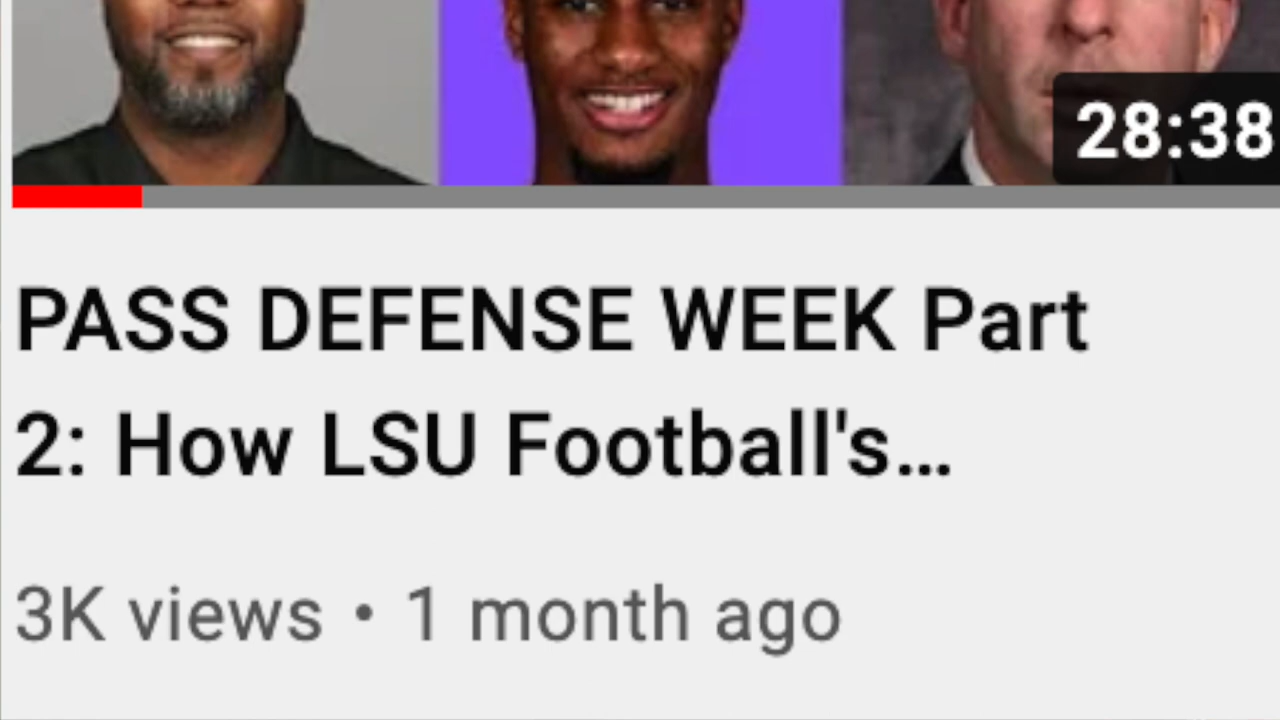 28:38
PASS DEFENSE WEEK Part
2: How LSU Football's...
3K views • 1 month ago